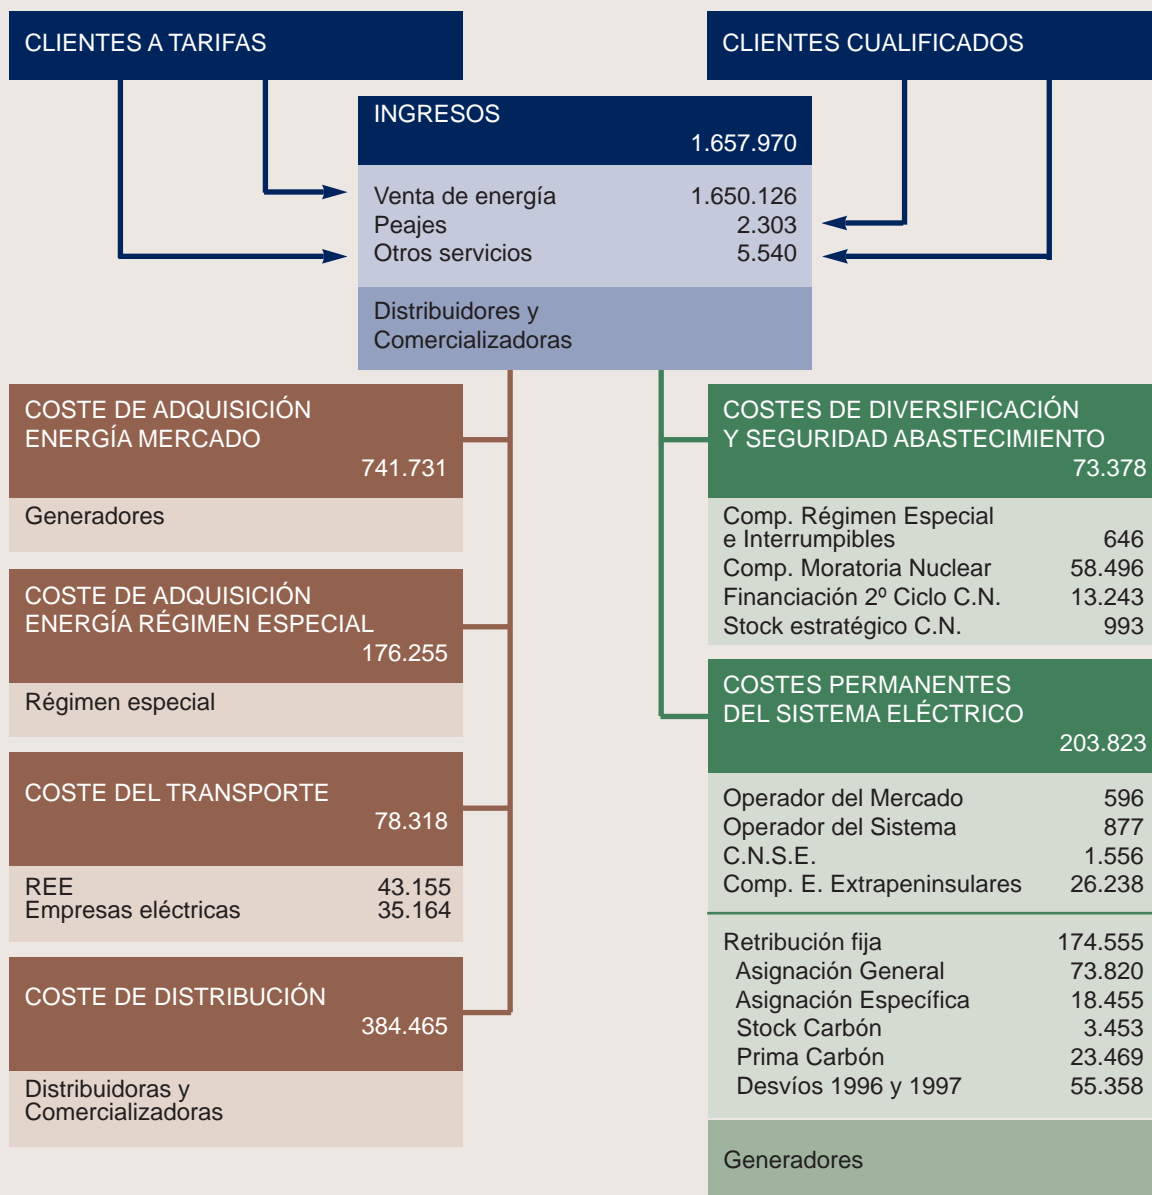 CLIENTES A TARIFAS
CLIENTES CUALIFICADOS
INGRESOS
1.657.970
Venta de energía 1.650.126
Peajes 2.303
Otros servicios 5.540
Distribuidores y
Comercializadoras
COSTE DE ADQUISICIÓN
ENERGÍA MERCADO
741.731
Generadores
COSTE DE ADQUISICIÓN
ENERGÍA RÉGIMEN ESPECIAL
176.255
Régimen especial
COSTE DEL TRANSPORTE
78.318
REE 43.155
Empresas eléctricas 35.164
COSTE DE DISTRIBUCIÓN
384.465
Distribuidoras y
Comercializadoras
COSTES DE DIVERSIFICACIÓN
Y SEGURIDAD ABASTECIMIENTO
73.378
Comp. Régimen Especial
e Interrumpibles 646
Comp. Moratoria Nuclear 58.496
Financiación 2º Ciclo C.N. 13.243
Stock estratégico C.N. 993
COSTES PERMANENTES
DEL SISTEMA ELÉCTRICO
203.823
Operador del Mercado 596
Operador del Sistema 877
C.N.S.E. 1.556
Comp. E. Extrapeninsulares 26.238
Retribución fija 174.555
Asignación General 73.820
Asignación Específica 18.455
Stock Carbón 3.453
Prima Carbón 23.469
Desvíos 1996 y 1997 55.358
Generadores